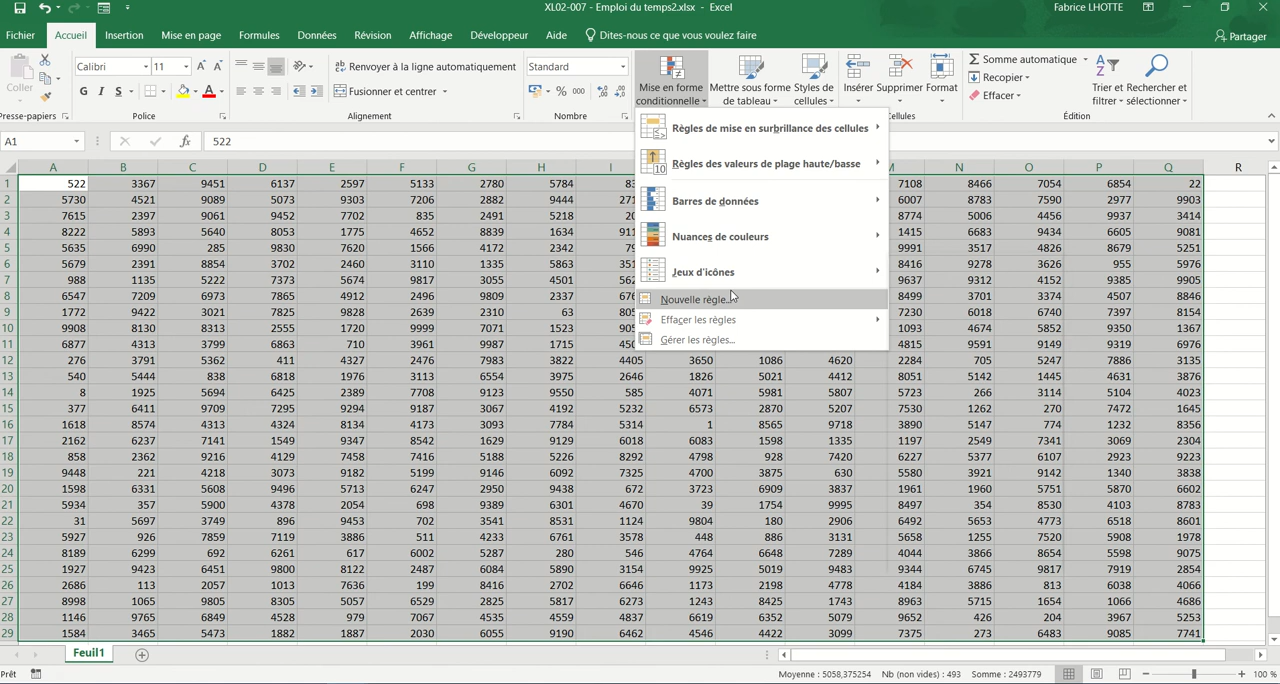 XL02-007 - Emploi du temps2.xlsx - Excel
Fabrice LHOTTE
Fichier Accueil Insertion Mise en page Formules Données Révision Affichage Développeur Aide Dites-nous ce que vous voulez faire Partager
Coller
Calibri 11
G I S
Renvoyer à la ligne automatiquement
Fusionner et centrer
Standard
% 000
Mise en forme conditionnelle
Mettre sous forme de tableau
Styles de cellules
Insérer Supprimer Format
Somme automatique
Recopier
Effacer
Trier et filtrer
Rechercher et sélectionner
Presse-papiers Police Alignement Nombre Cellules Édition
A1 fx 522
Règles de mise en surbrillance des cellules
Règles des valeurs de plage haute/basse
Barres de données
Nuances de couleurs
Jeux d'icônes
Nouvelle règle...
Effacer les règles
Gérer les règles...
A B C D E F G H I M N O P Q R
1 522 3367 9451 6137 2597 5133 2780 5784 7108 8466 7054 6854 22
2 5730 4521 9089 5073 9303 7206 2882 9444 6007 8783 7590 2977 9903
3 7615 2397 9061 9452 7702 835 2491 5218 8774 5006 4456 9937 3414
4 8222 5893 5640 8053 1775 4652 8839 1634 1415 6683 9434 6605 9081
5 5635 6990 285 9830 7620 1566 4172 2342 9991 3517 4826 8679 5251
6 5679 2391 8854 3702 2460 3110 1335 5863 8416 9278 3626 955 5976
7 988 1135 5232 7373 5674 9817 3055 4501 9637 9312 4152 9385 9905
8 6547 7209 6973 7865 4912 2496 9809 2337 8499 3701 3374 4507 8846
9 1772 9422 3021 7825 9828 2639 2310 63 7230 6018 6740 7397 8154
10 9908 8130 8313 2555 1720 9999 7071 1523 1093 4674 5852 9350 1367
11 6877 4313 3799 6863 710 3961 9987 1715 4815 9591 9149 9319 6976
12 276 3791 5362 411 4327 2476 7983 3822 4405 3650 1086 4620 2284 705 5247 7886 3135
13 540 5444 838 6818 1976 3113 6554 3975 2646 1826 5021 4412 8051 5142 1445 4631 3876
14 8 1925 5694 6425 2389 7708 9123 9550 585 4071 5981 5807 5723 266 3114 5104 4023
15 377 6411 9709 7295 9294 9187 3067 4192 5232 6573 2870 5207 7530 1262 270 7472 1645
16 1618 8574 4313 4324 8134 4173 3093 7784 5314 1 8565 9718 3890 5147 774 1232 8356
17 2162 6237 7141 1549 9347 8542 1629 9129 6018 6083 1598 1335 1197 2549 7341 3069 2304
18 858 2362 9216 4129 7458 7416 5188 5226 8292 4798 928 7420 6227 5377 6107 2923 9223
19 9448 221 4218 3073 9182 5199 9146 6092 7325 4700 3875 630 5580 3921 9142 1340 3838
20 1598 6331 5608 9496 5713 6247 2950 9438 672 3723 6909 3837 1961 1960 5751 5870 6602
21 5934 357 5900 4378 2054 698 9389 6301 4670 39 1754 9995 8497 354 8530 4103 8783
22 31 5697 3749 896 9453 702 3541 8531 1124 9804 180 2906 6492 5653 4773 6518 8601
23 5927 926 7859 7119 3886 511 4233 6761 3578 448 886 3131 5658 1255 7520 5908 1978
24 8189 6299 692 6261 617 6002 5287 280 546 4764 6648 7289 4044 3866 8654 5598 9075
25 1927 9423 6451 9800 8122 2487 6084 5890 3154 9925 5019 9483 9344 6745 9817 7919 2854
26 2686 113 2057 1013 7636 199 8416 2702 6646 1173 2198 4778 4184 3886 813 6038 4066
27 8998 1065 9805 8305 5057 6529 2825 5817 6273 1243 8425 1743 8963 5715 1654 1066 4686
28 1146 9765 6849 4528 979 7067 4535 4559 4837 6619 6352 5079 9652 426 204 3967 5253
29 1584 3465 5473 1882 1887 2030 6055 9190 6462 4546 4422 3099 7375 273 6483 9085 7741
Feuil1
Prêt Moyenne : 5058,375254 Nb (non vides) : 493 Somme : 2493779 100 %